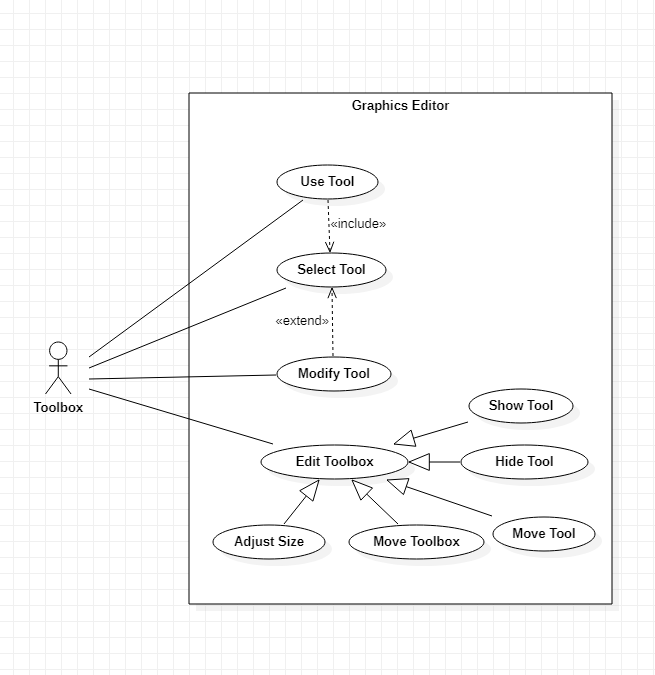 Graphics Editor
Use Tool
«include»
Select Tool
«extend»
Modify Tool
Toolbox
Show Tool
Edit Toolbox
Hide Tool
Adjust Size
Move Toolbox
Move Tool